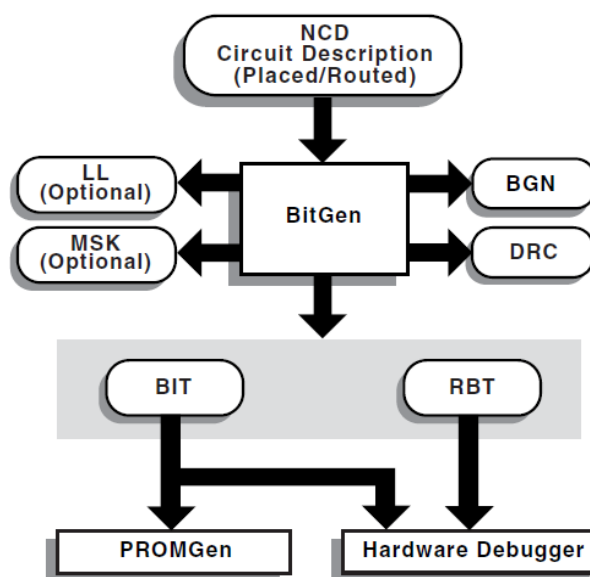 NCD
Circuit Description
(Placed/Routed)
LL
(Optional)
BGN
BitGen
MSK
(Optional)
DRC
BIT
RBT
PROMGen
Hardware Debugger